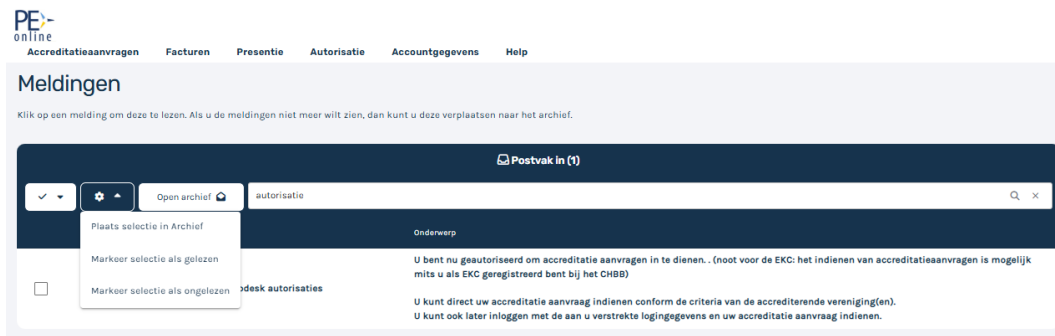 PE
online
Accreditatieaanvragen Facturen Presentie Autorisatie Accountgegevens Help
Meldingen
Klik op een melding om deze te lezen. Als u de meldingen niet meer wilt zien, dan kunt u deze verplaatsen naar het archief.
Postvak in (1)
Open archief autorisatie
Plaats selectie in Archief
Onderwerp
Markeer selectie als gelezen
U bent nu geautoriseerd om accreditatie aanvragen in te dienen. . (noot voor de EKC: het indienen van accreditatieaanvragen is mogelijk
mits u als EKC geregistreerd bent bij het CHBB)
Markeer selectie als ongelezen
desk autorisaties
U kunt direct uw accreditatie aanvraag indienen conform de criteria van de accrediterende vereniging(en).
U kunt ook later inloggen met de aan u verstrekte logingegevens en uw accreditatie aanvraag indienen.